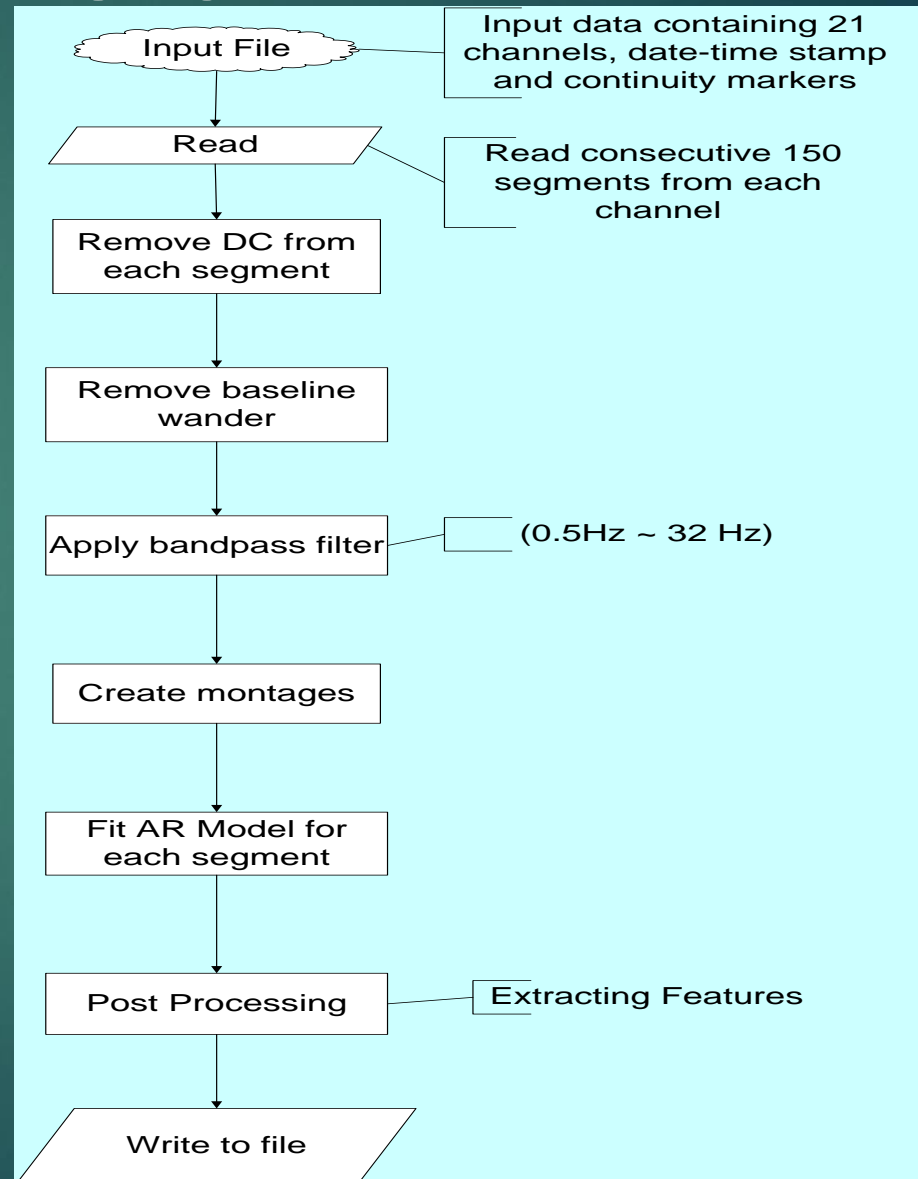 Input File
Input data containing 21
channels, date-time stamp
and continuity markers
Read
Read consecutive 150
segments from each
channel
Remove DC from
each segment
Remove baseline
wander
Apply bandpass filter
(0.5Hz ~ 32 Hz)
Create montages
Fit AR Model for
each segment
Post Processing
Extracting Features
Write to file